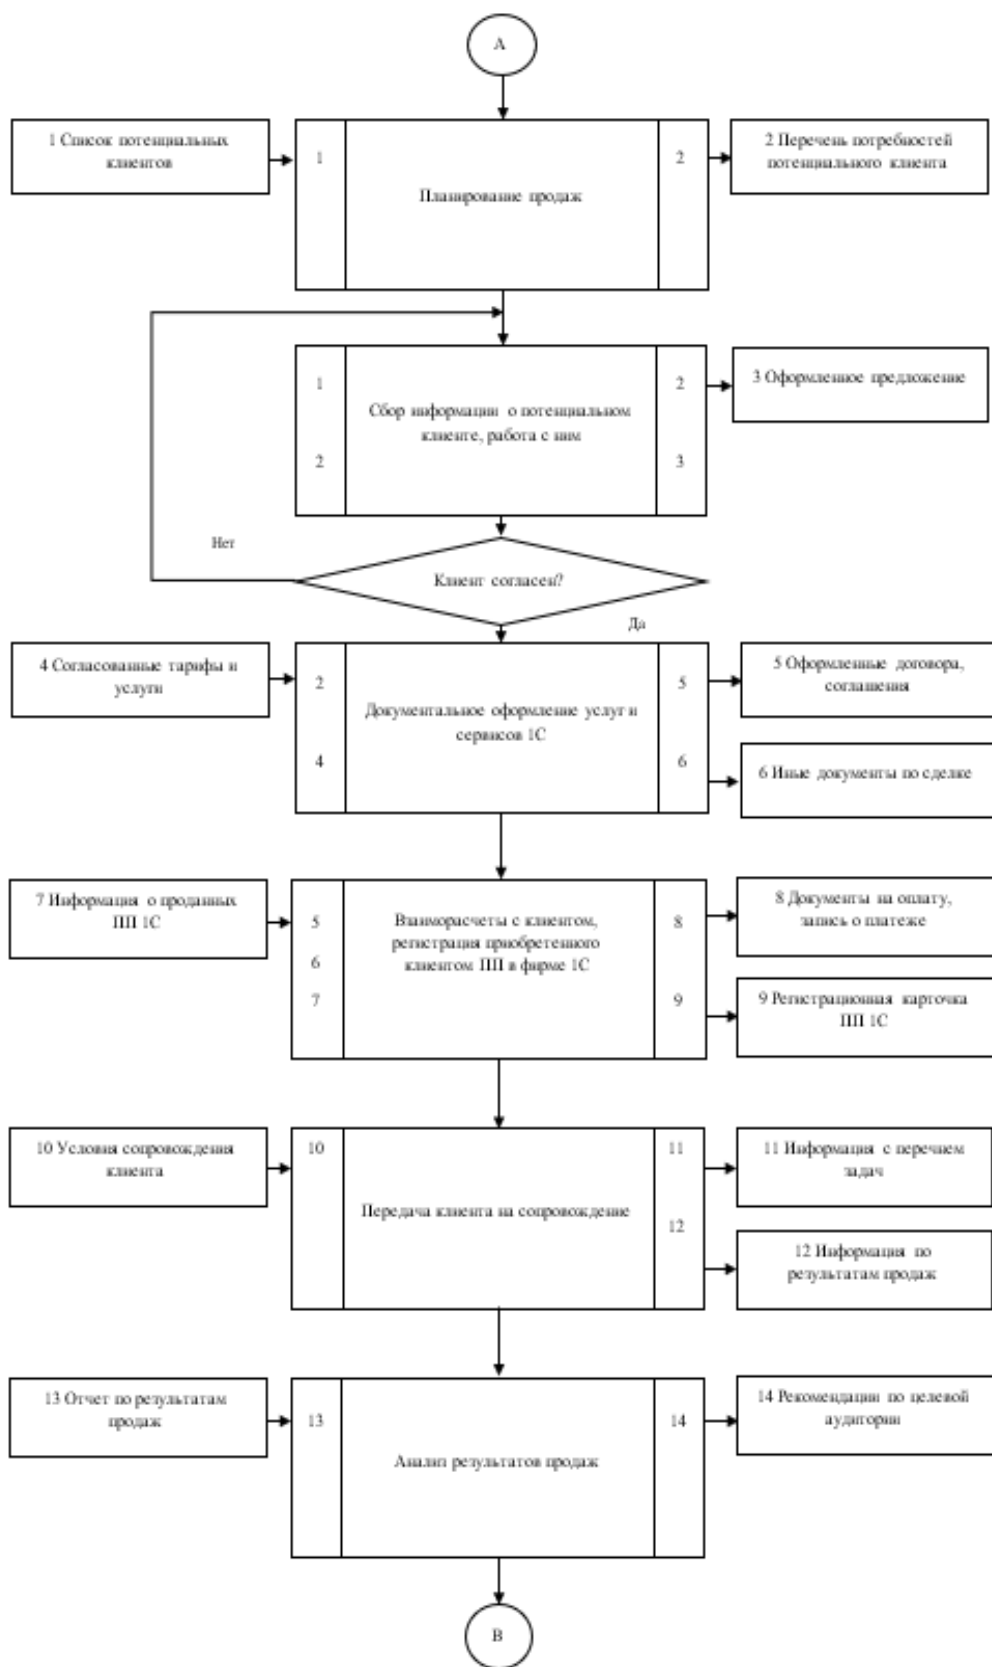 А
1 Список потенциальных
клиентов
1
Планирование продаж
2
2 Перечень потребностей
потенциального клиента
1
2
Сбор информации о потенциальном
клиенте, работа с ним
2
3
3 Оформленное предложение
Нет
Клиент согласен?
Да
4 Согласованные тарифы и
услуги
2
4
Документальное оформление услуг и
сервисов 1С
5
6
5 Оформленные договора,
соглашения
6 Иные документы по сделке
7 Информация о проданных
ПП 1С
5
6
7
Взаиморасчеты с клиентом,
регистрация приобретенного
клиентом ПП в фирме 1С
8
9
8 Документы на оплату,
запись о платеже
9 Регистрационная карточка
ПП 1С
10 Условия сопровождения
клиента
10
Передача клиента на сопровождение
11
12
11 Информация с перечнем
задач
12 Информация по
результатам продаж
13 Отчет по результатам
продаж
13
Анализ результатов продаж
14
14 Рекомендации по целевой
аудитории
В